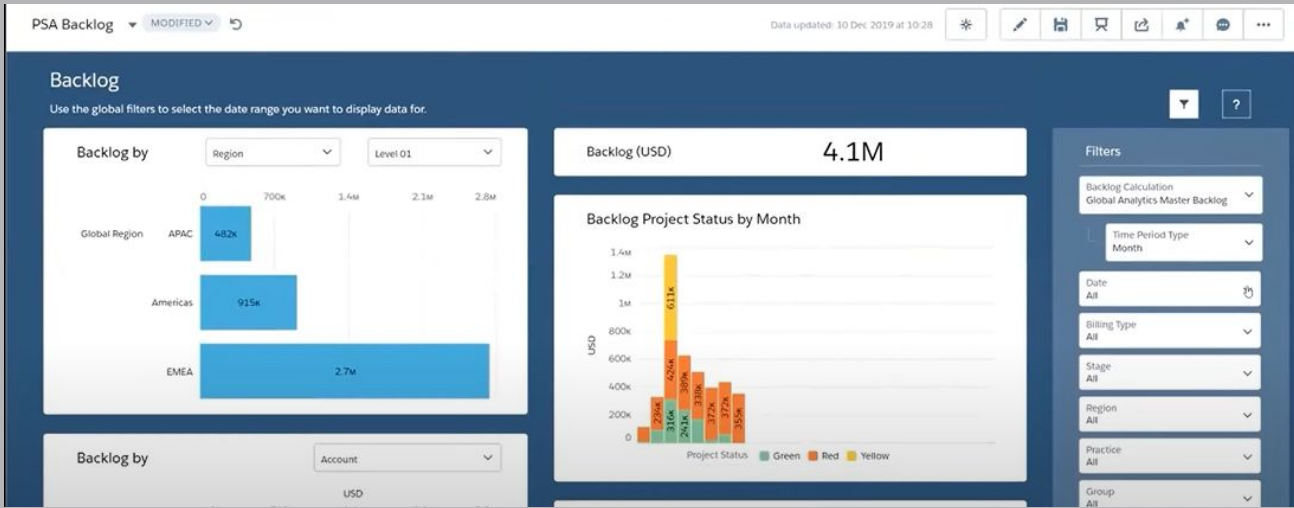 PSA Backlog
MODIFIED
Data updated: 10 Dec 2019 at 10:28
Backlog
Use the global filters to select the date range you want to display data for.
?
Backlog by
Region
Level 01
0 700K 1.4M 2.1M 2.8M
Global Region
APAC
482K
Americas
915K
EMEA
2.7M
Backlog by
Account
USD
Backlog (USD)
4.1M
Backlog Project Status by Month
1.4M
1.2M
1M
800K
600K
400K
200K
0
USD
234K
316K
424K
611K
241K
389K
338K
372K
372K
355K
Project Status Green Red Yellow
Filters
Backlog Calculation
Global Analytics Master Backlog
Time Period Type
Month
Date
All
Billing Type
All
Stage
All
Region
All
Practice
All
Group
All